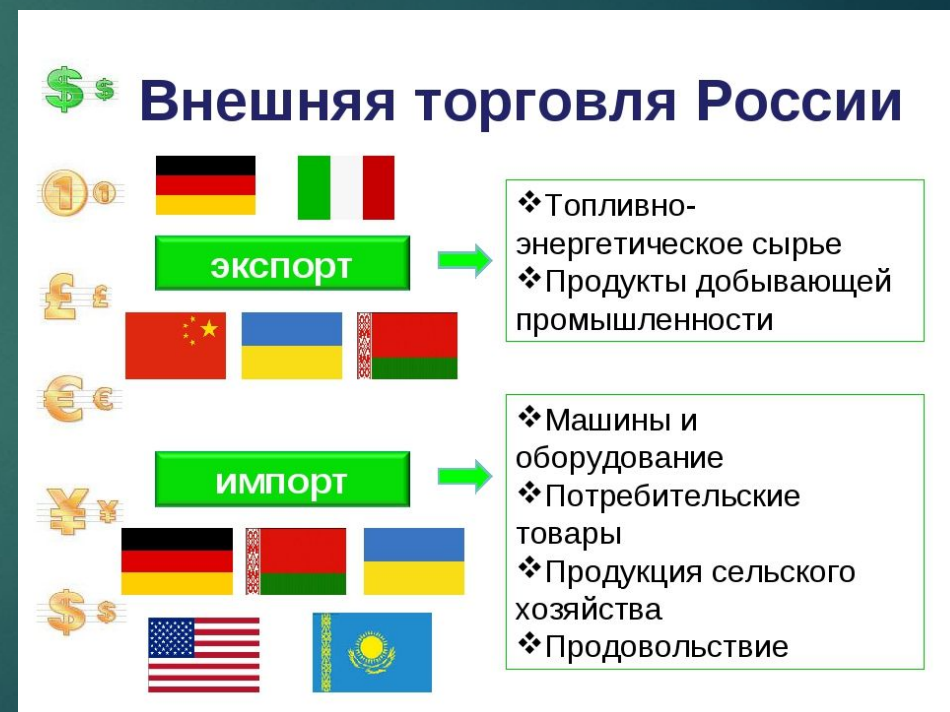 Внешняя торговля России
экспорт
❖Топливно-
энергетическое сырье
❖Продукты добывающей
промышленности
импорт
❖Машины и
оборудование
❖Потребительские
товары
❖Продукция сельского
хозяйства
❖Продовольствие